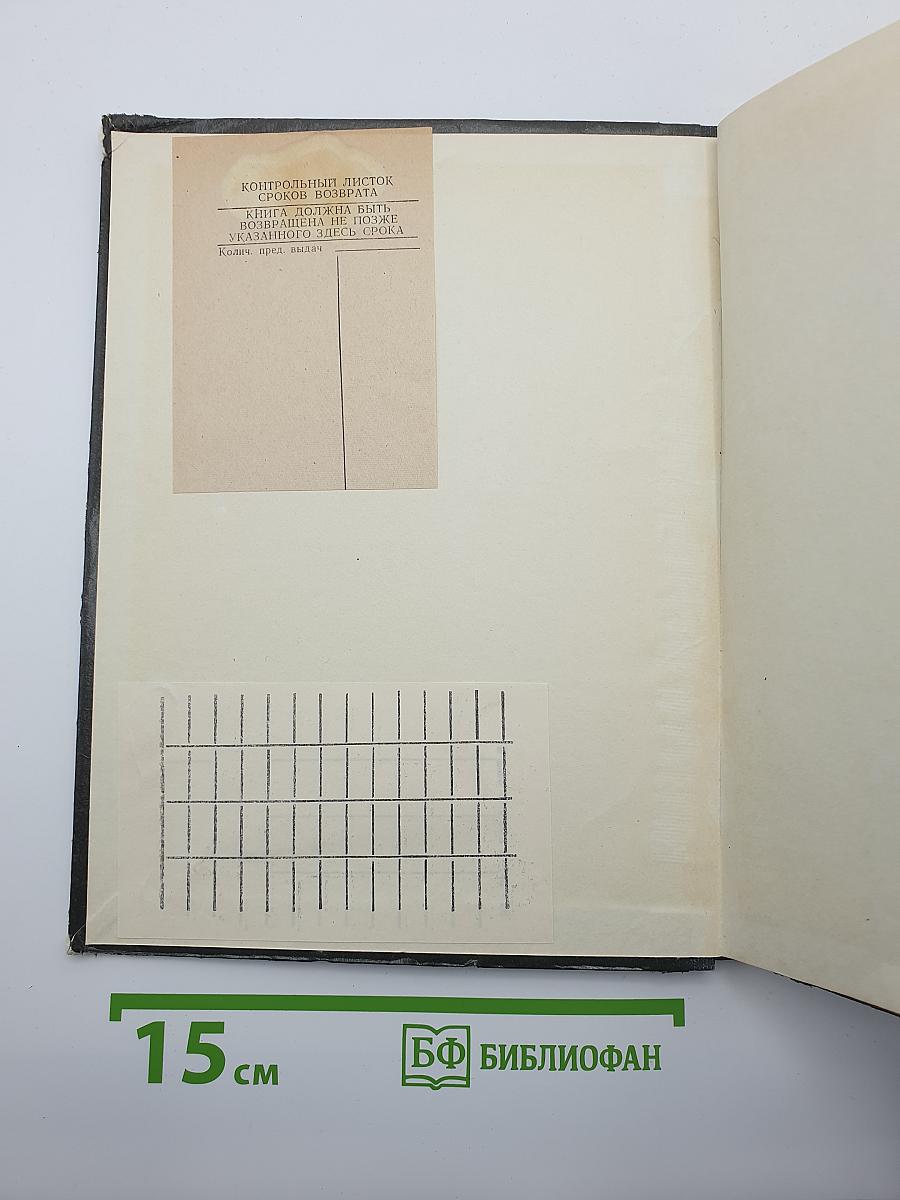 КОНТРОЛЬНЫЙ ЛИСТОК
СРОКОВ ВОЗВРАТА
КНИГА ДОЛЖНА БЫТЬ
ВОЗВРАЩЕНА НЕ ПОЗЖЕ
УКАЗАННОГО ЗДЕСЬ СРОКА
Колич. пред. выдач
15 см
БФ БИБЛИОФАН